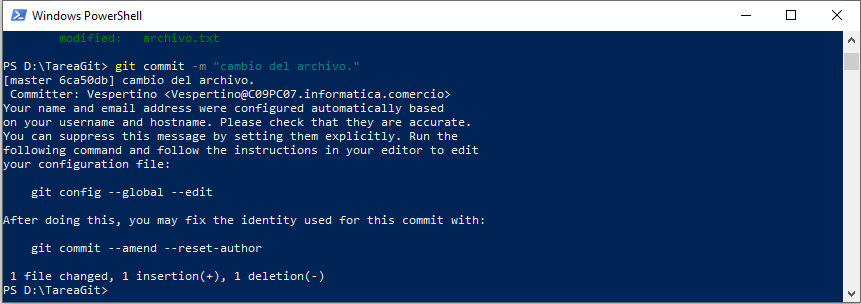 Windows PowerShell
modified:   archivo.txt
PS D:\TareaGit> git commit -m "cambio del archivo."
[master 6ca50db] cambio del archivo.
 Committer: Vespertino <Vespertino@C09PC07.informatica.comercio>
Your name and email address were configured automatically based
on your username and hostname. Please check that they are accurate.
You can suppress this message by setting them explicitly. Run the
following command and follow the instructions in your editor to edit
your configuration file:
    git config --global --edit
After doing this, you may fix the identity used for this commit with:
    git commit --amend --reset-author
 1 file changed, 1 insertion(+), 1 deletion(-)
PS D:\TareaGit>